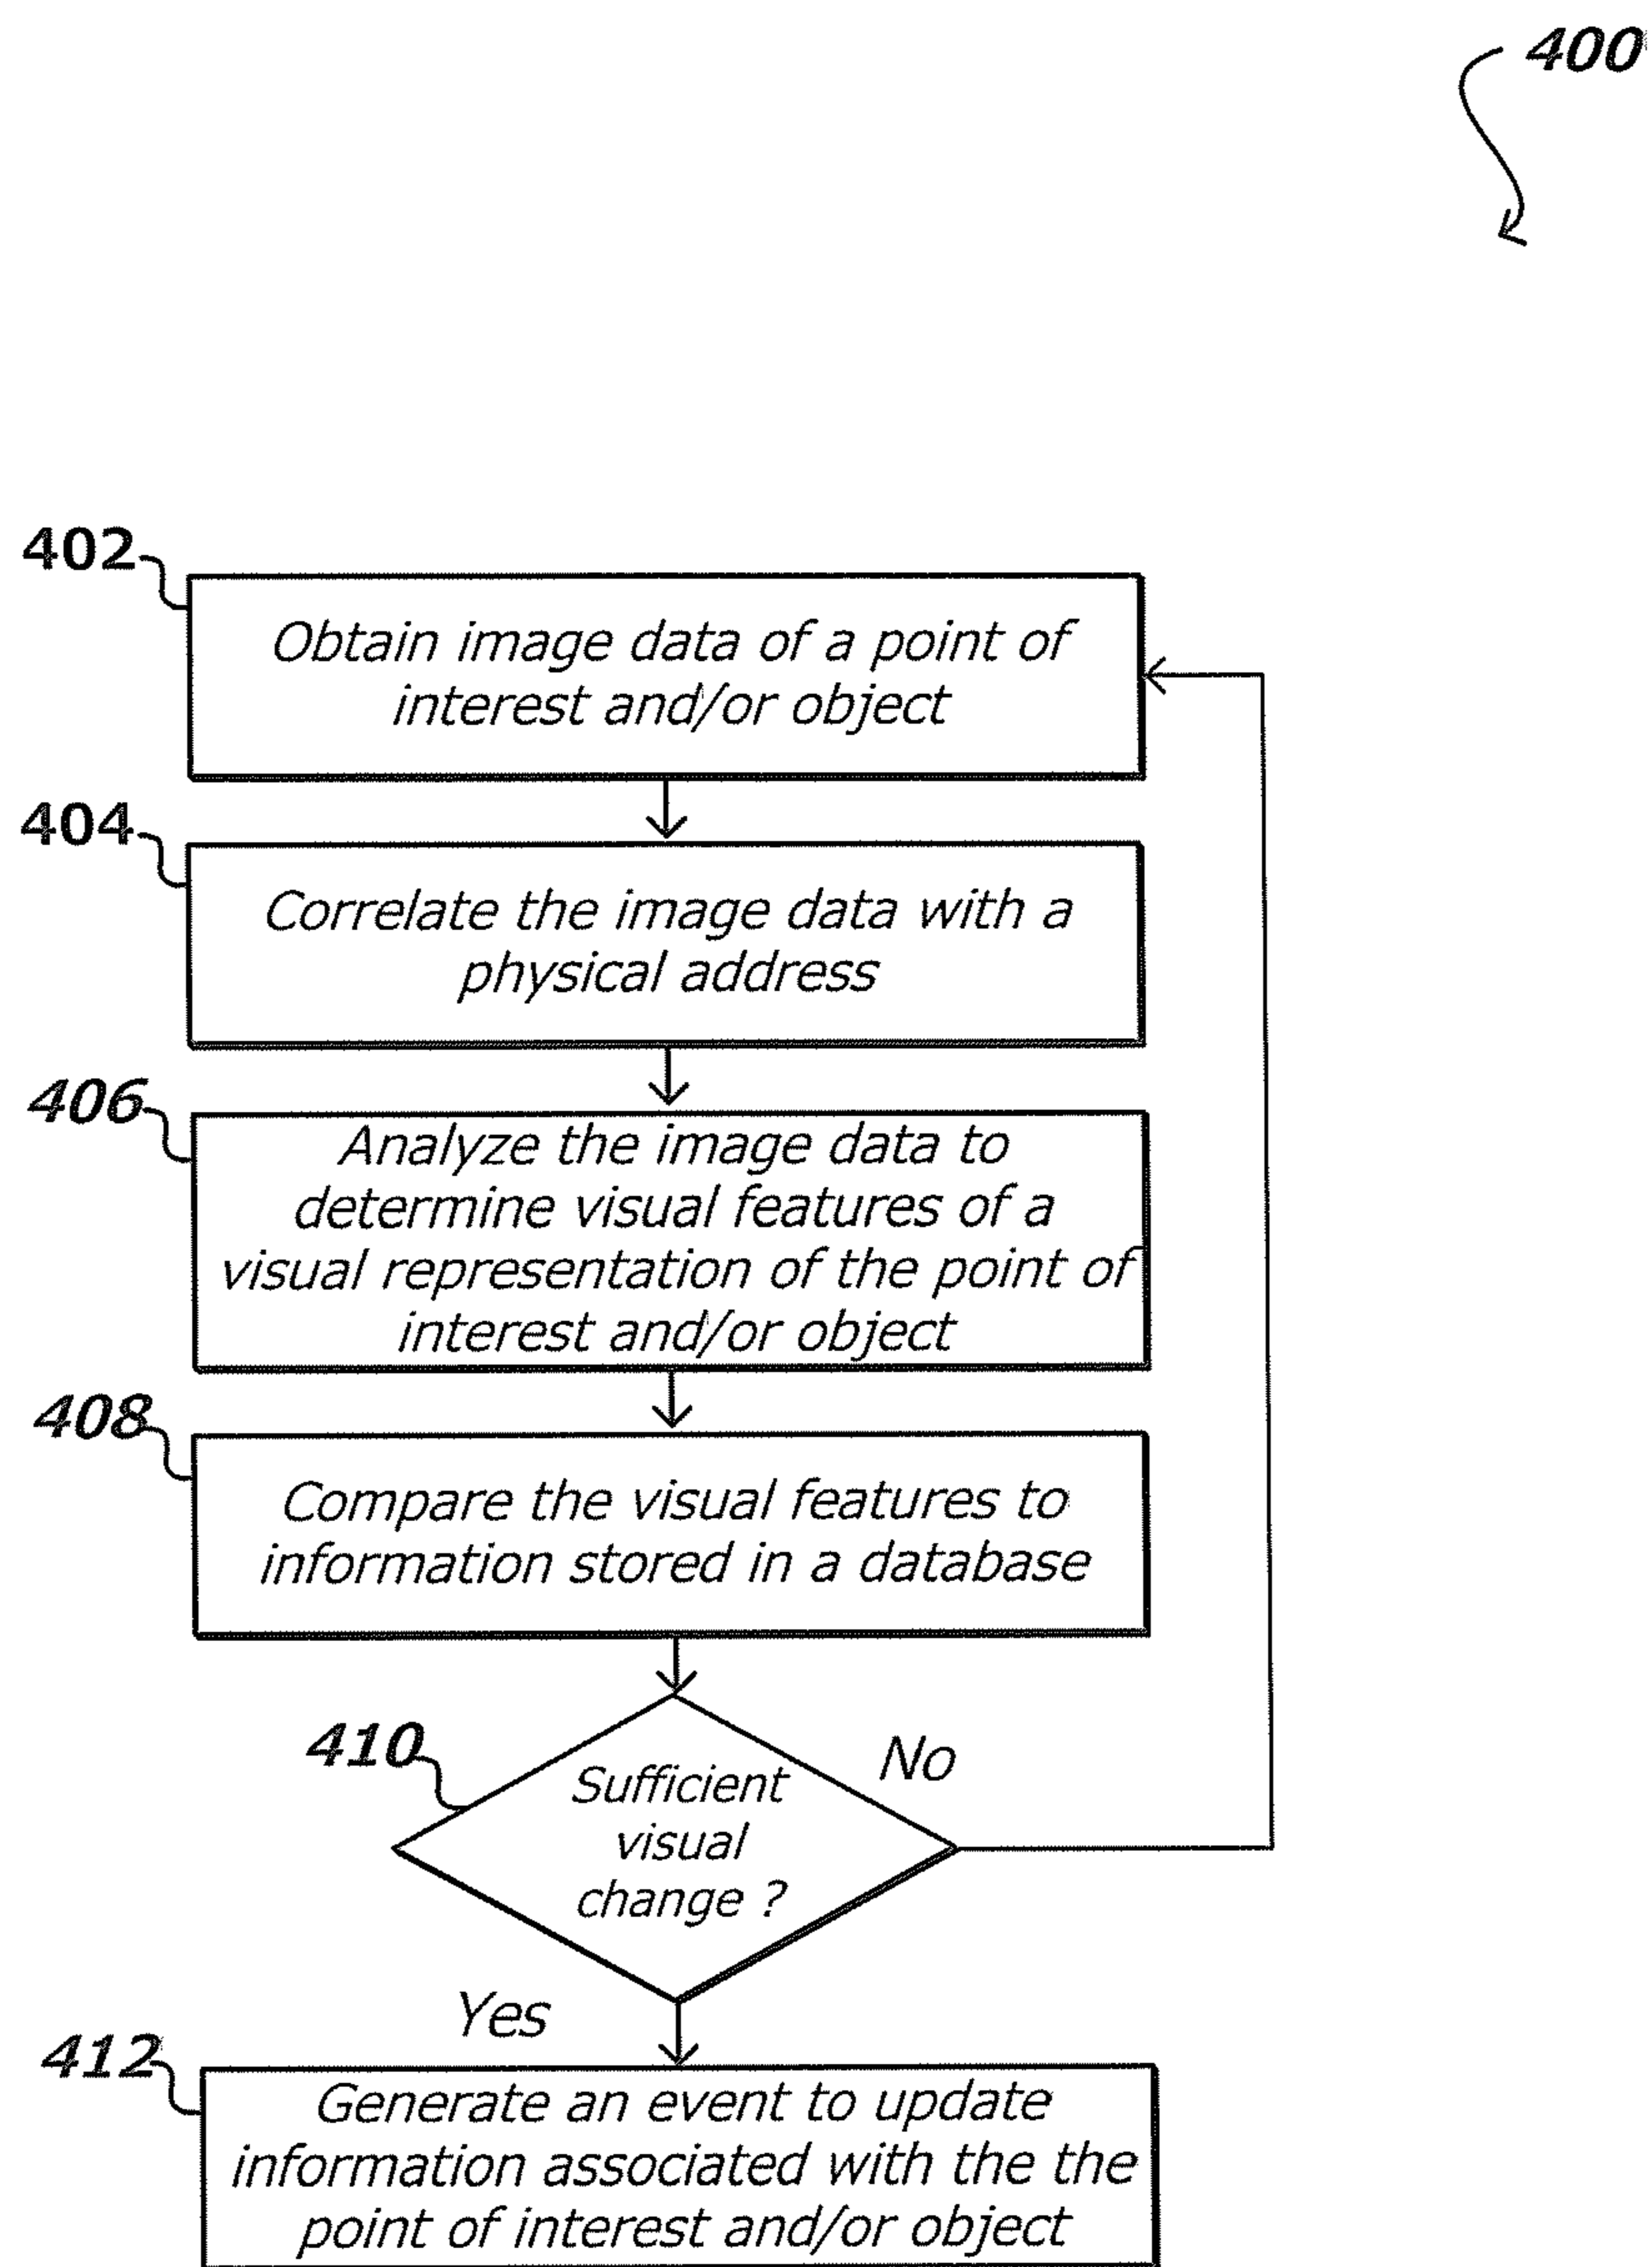 400
402
Obtain image data of a point of
interest and/or object
404
Correlate the image data with a
physical address
406
Analyze the image data to
determine visual features of a
visual representation of the point of
interest and/or object
408
Compare the visual features to
information stored in a database
410
Sufficient
visual
change ?
No
Yes
412
Generate an event to update
information associated with the the
point of interest and/or object